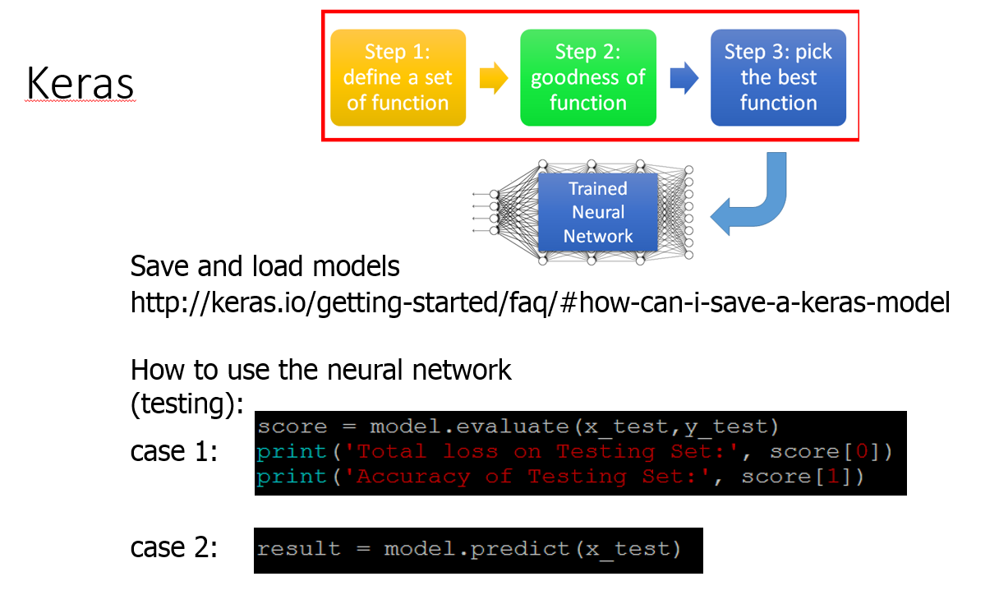 Keras
Step 1:
define a set
of function
Step 2:
goodness of
function
Step 3: pick
the best
function
Trained
Neural
Network
Save and load models
http://keras.io/getting-started/faq/#how-can-i-save-a-keras-model
How to use the neural network
(testing):
case 1:
score = model.evaluate(x_test,y_test)
print('Total loss on Testing Set:', score[0])
print('Accuracy of Testing Set:', score[1])
case 2:
result = model.predict(x_test)